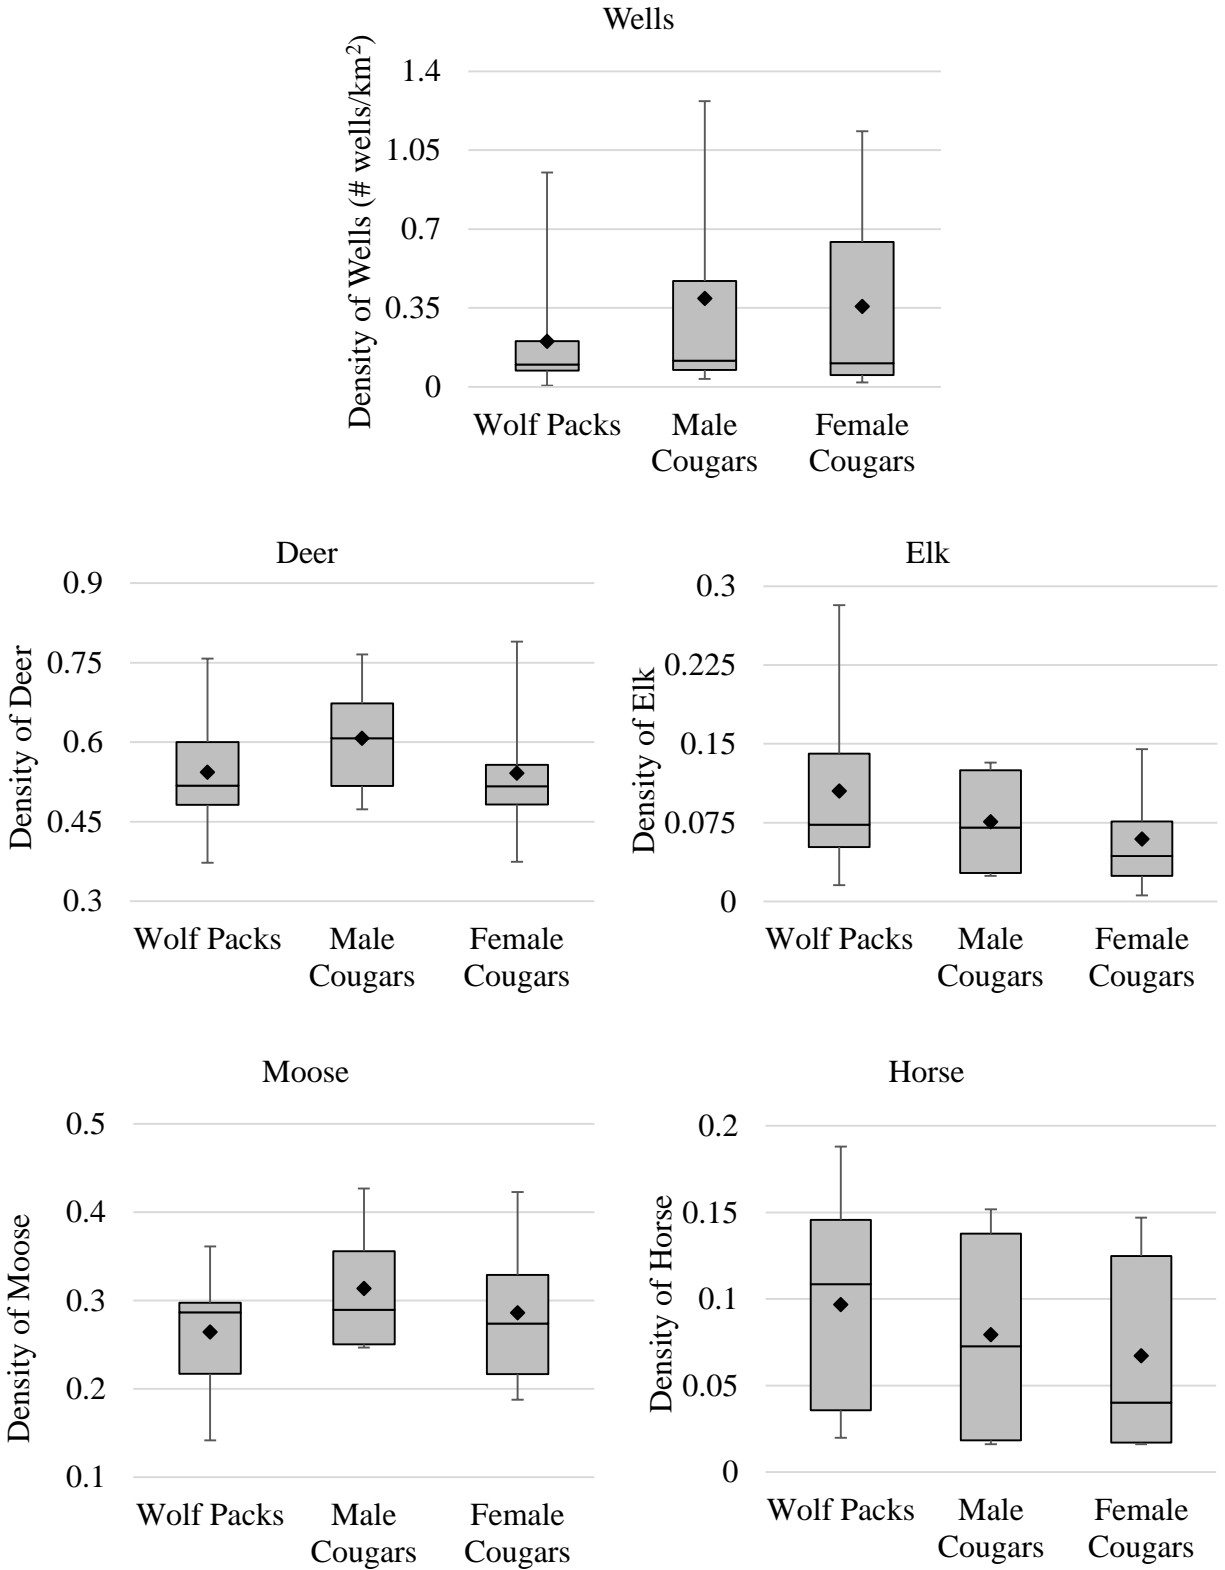 Wells
Density of Wells (# wells/km²)
1.4
1.05
0.7
0.35
0
Wolf Packs
Male
Cougars
Female
Cougars
Deer
Density of Deer
0.9
0.75
0.6
0.45
0.3
Wolf Packs
Male
Cougars
Female
Cougars
Elk
Density of Elk
0.3
0.225
0.15
0.075
0
Wolf Packs
Male
Cougars
Female
Cougars
Moose
Density of Moose
0.5
0.4
0.3
0.2
0.1
Wolf Packs
Male
Cougars
Female
Cougars
Horse
Density of Horse
0.2
0.15
0.1
0.05
0
Wolf Packs
Male
Cougars
Female
Cougars